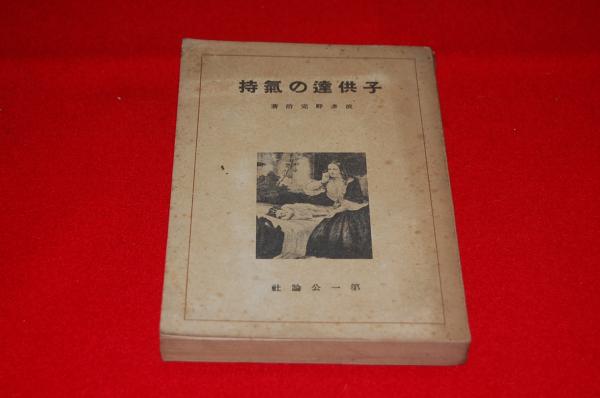 子供達の氣持
波多野完治著
第一公論社